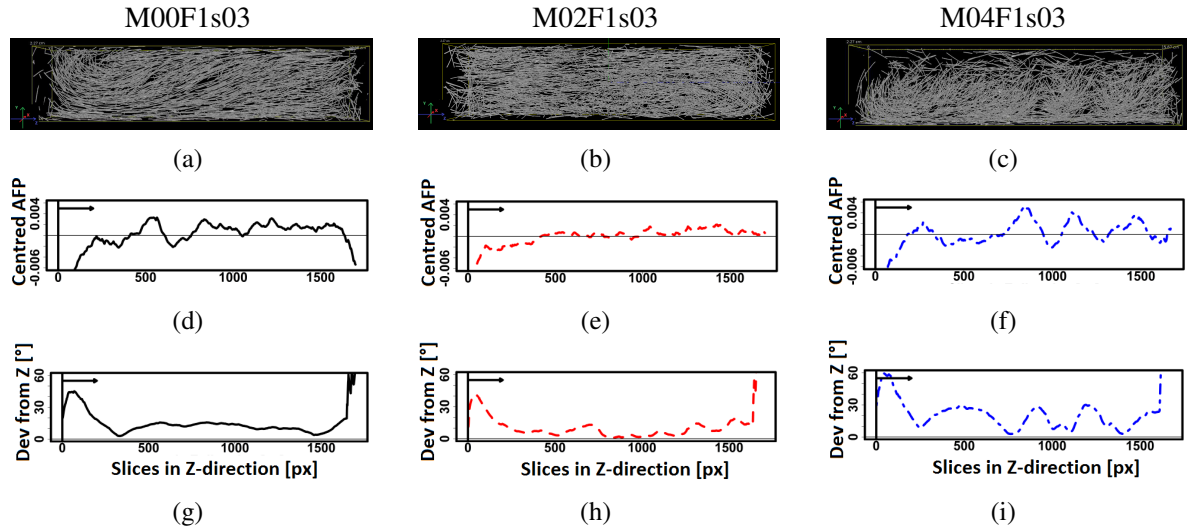 M00F1s03 M02F1s03 M04F1s03
(a) (b) (c)
Centred AFP
0.004
-0.006
0 500 1000 1500
Centred AFP
0.004
-0.006
0 500 1000 1500
Centred AFP
0.004
-0.006
0 500 1000 1500
(d) (e) (f)
Dev from Z [°]
60
30
0
0 500 1000 1500
Slices in Z-direction [px]
Dev from Z [°]
60
30
0
0 500 1000 1500
Slices in Z-direction [px]
Dev from Z [°]
60
30
0
0 500 1000 1500
Slices in Z-direction [px]
(g) (h) (i)